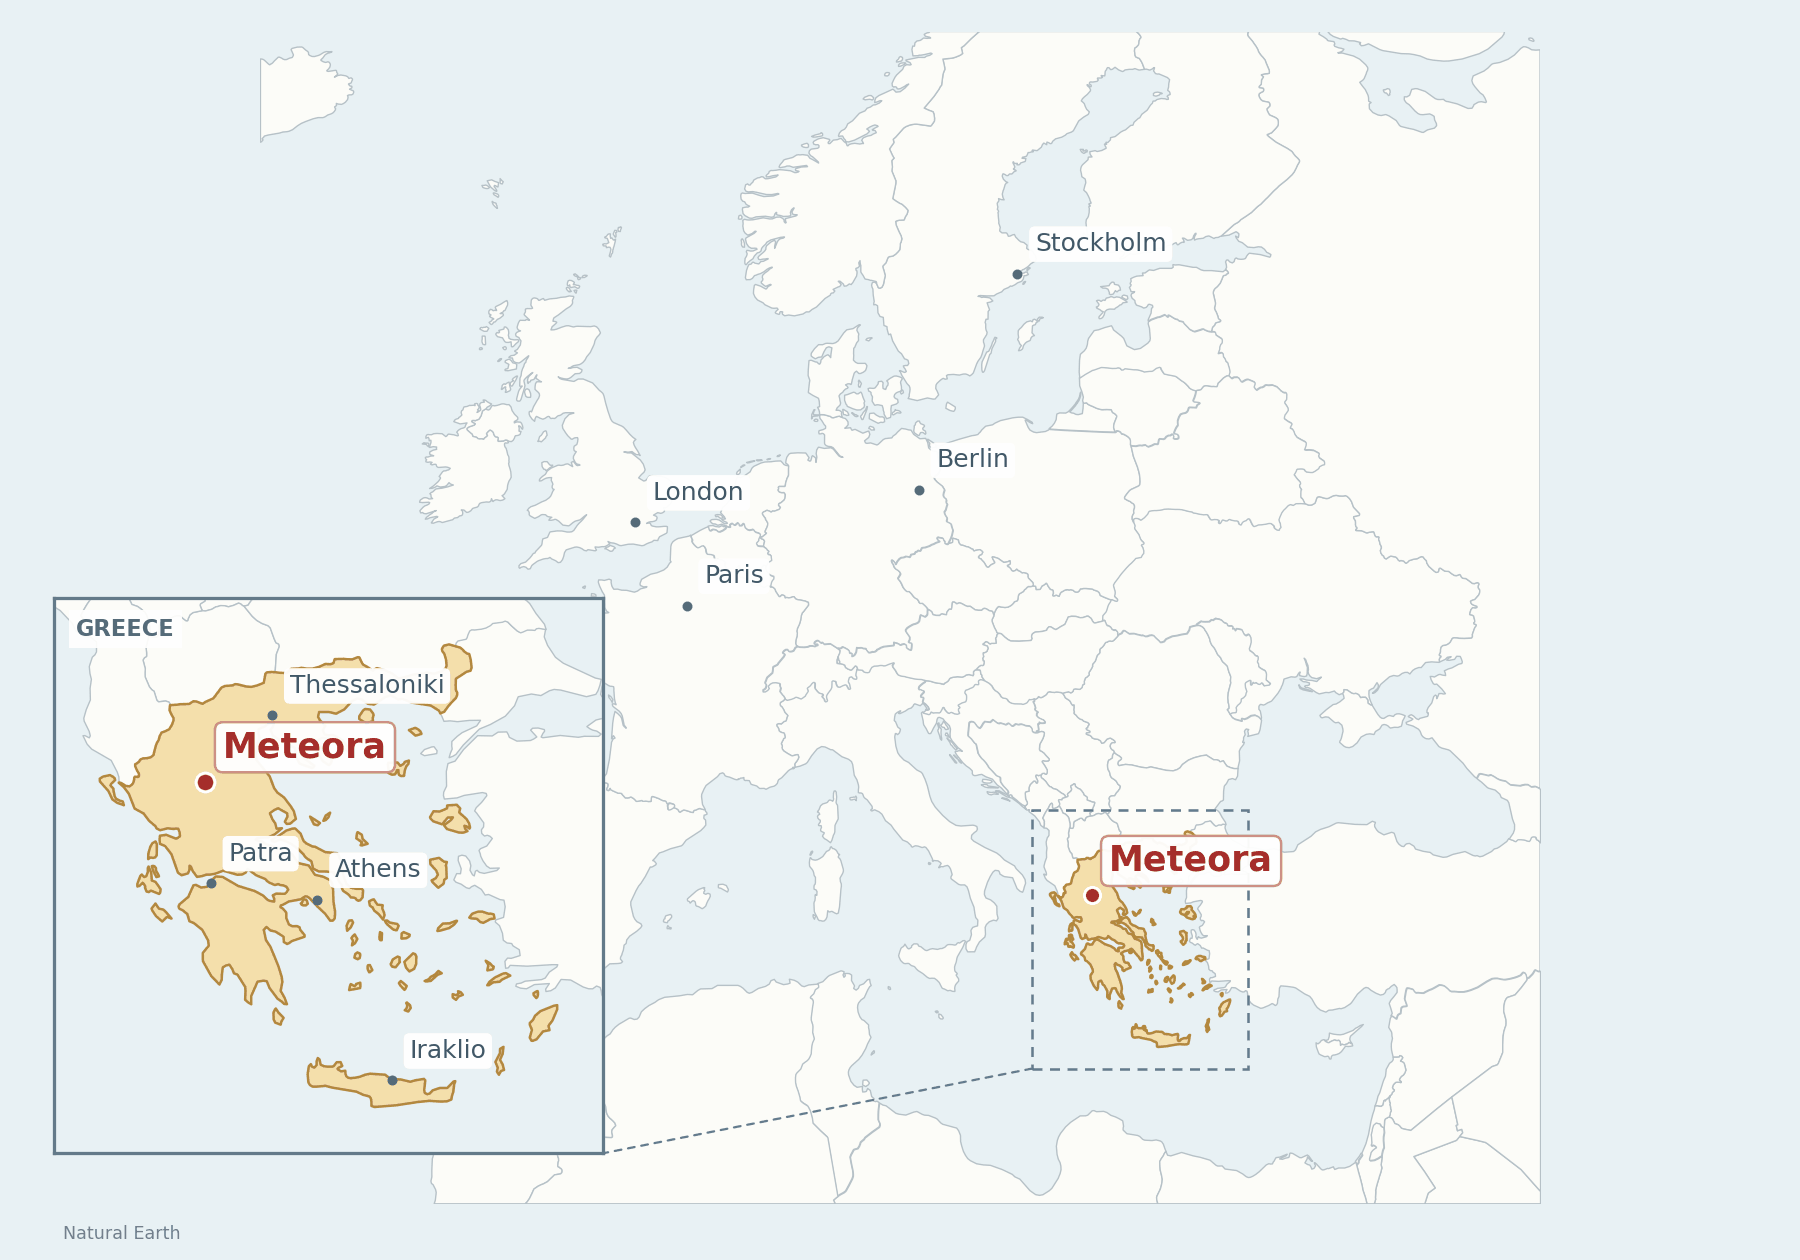 Stockholm
Berlin
London
Paris
GREECE
Thessaloniki
Meteora
Patra
Athens
Iraklio
Meteora
Natural Earth